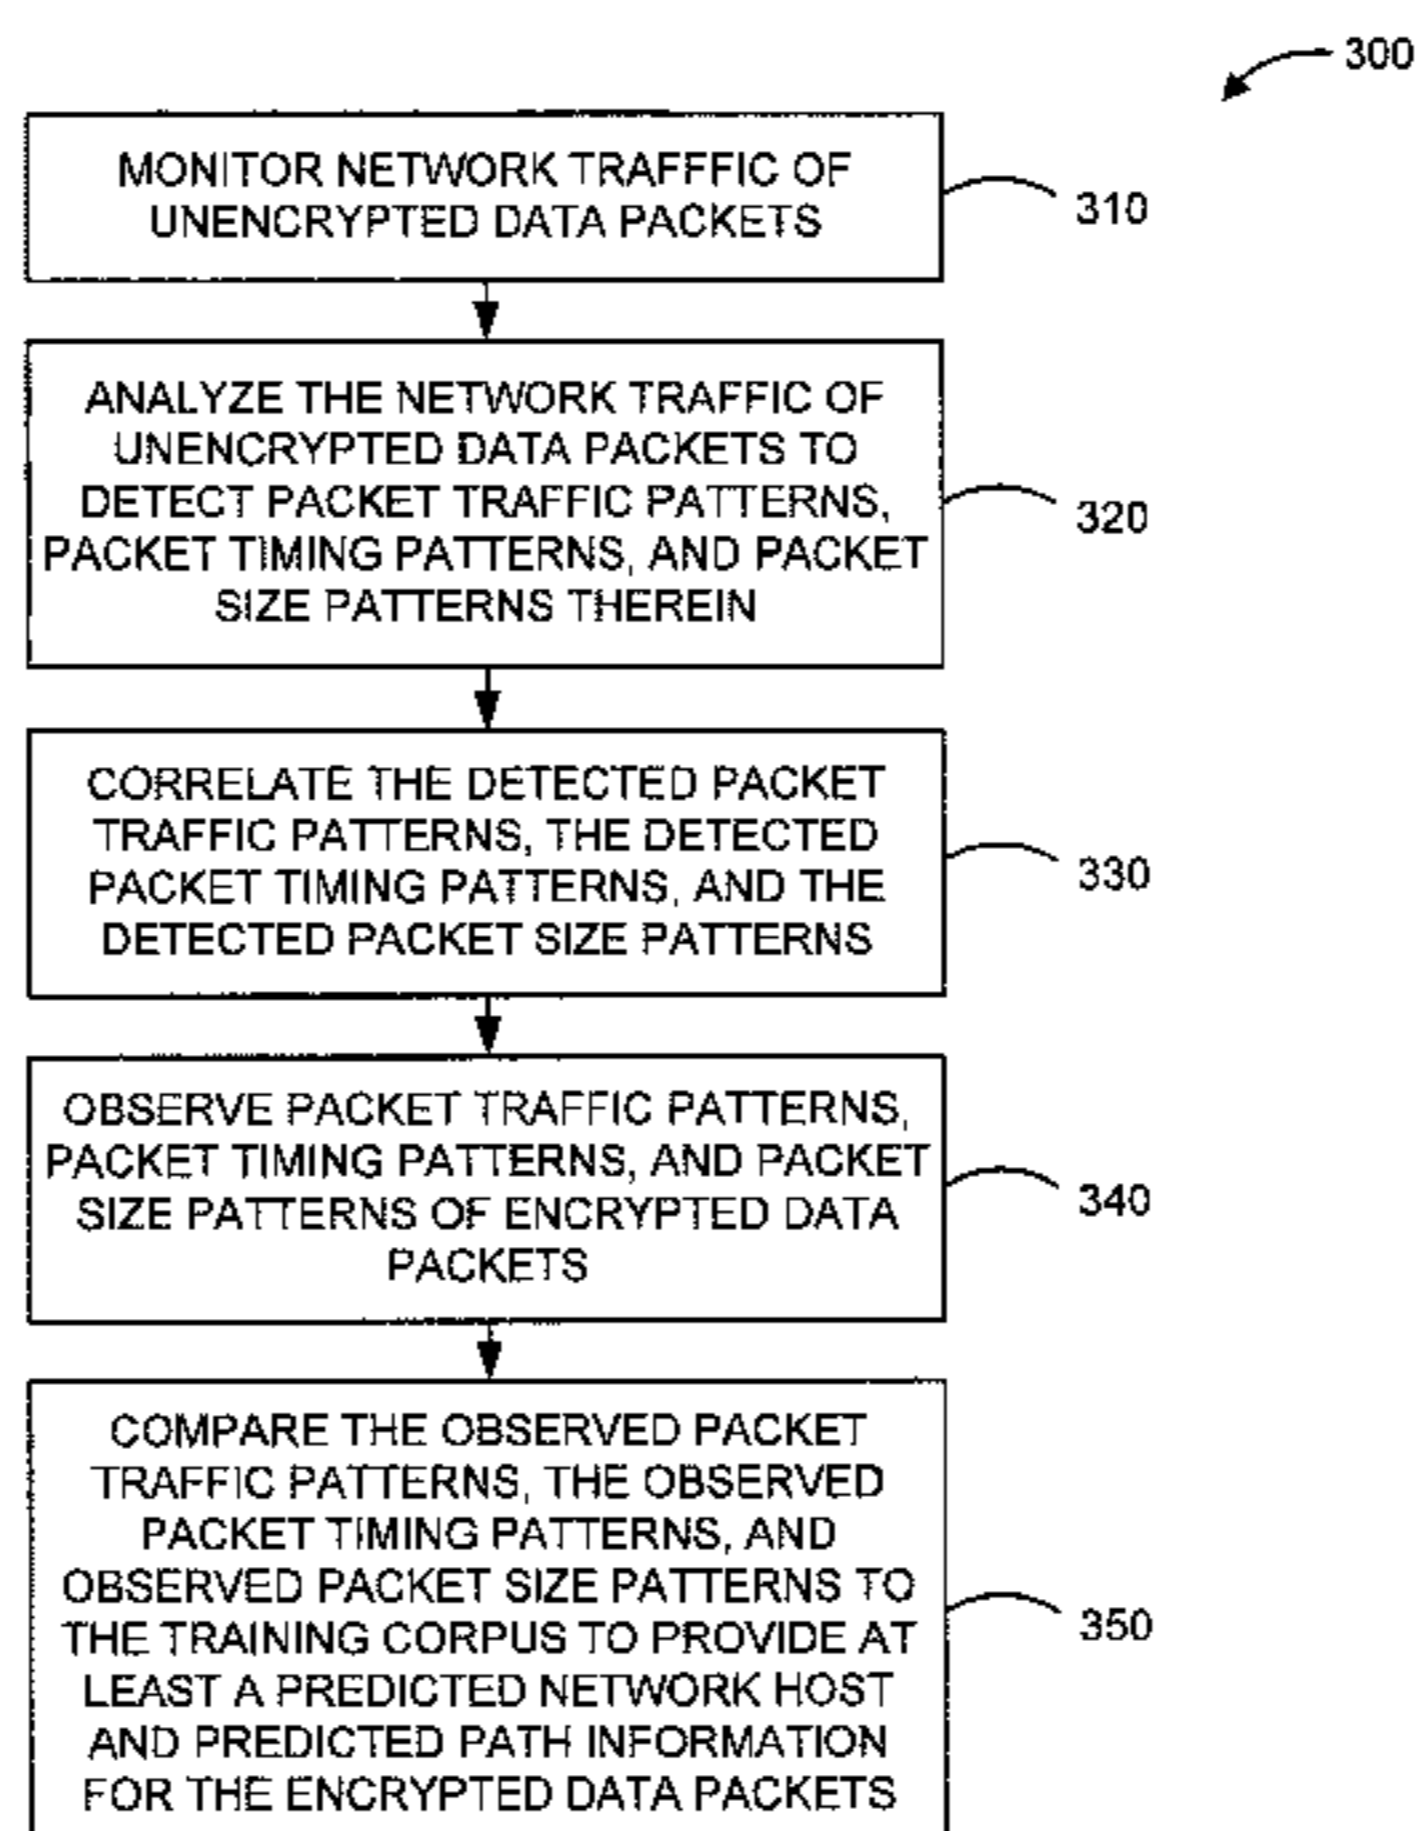 300
MONITOR NETWORK TRAFFFIC OF
UNENCRYPTED DATA PACKETS
310
ANALYZE THE NETWORK TRAFFIC OF
UNENCRYPTED DATA PACKETS TO
DETECT PACKET TRAFFIC PATTERNS,
PACKET TIMING PATTERNS, AND PACKET
SIZE PATTERNS THEREIN
320
CORRELATE THE DETECTED PACKET
TRAFFIC PATTERNS, THE DETECTED
PACKET TIMING PATTERNS, AND THE
DETECTED PACKET SIZE PATTERNS
330
OBSERVE PACKET TRAFFIC PATTERNS,
PACKET TIMING PATTERNS, AND PACKET
SIZE PATTERNS OF ENCRYPTED DATA
PACKETS
340
COMPARE THE OBSERVED PACKET
TRAFFIC PATTERNS, THE OBSERVED
PACKET TIMING PATTERNS, AND
OBSERVED PACKET SIZE PATTERNS TO
THE TRAINING CORPUS TO PROVIDE AT
LEAST A PREDICTED NETWORK HOST
AND PREDICTED PATH INFORMATION
FOR THE ENCRYPTED DATA PACKETS
350